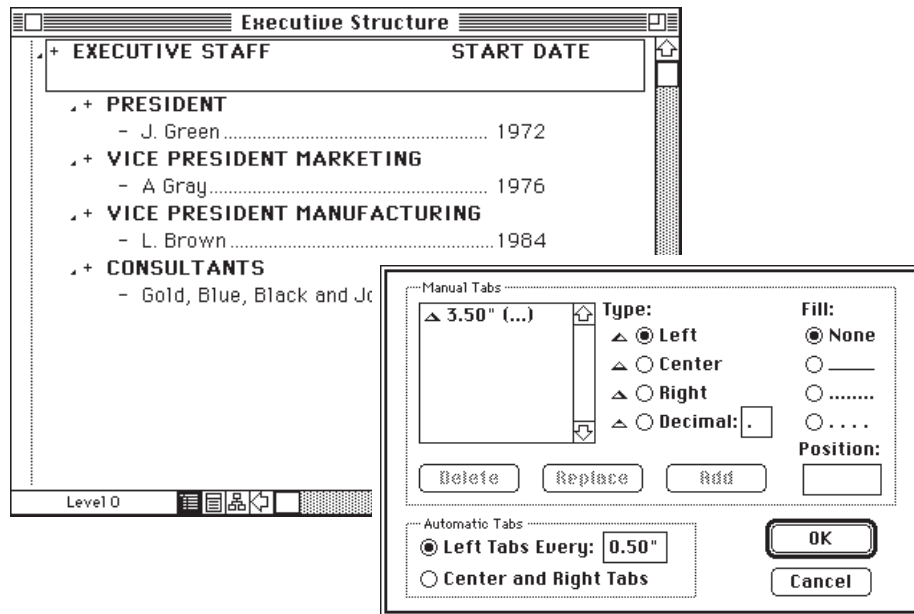 Executive Structure
+ EXECUTIVE STAFF START DATE
+ PRESIDENT
- J. Green ........................................ 1972
+ VICE PRESIDENT MARKETING
- A Gray ........................................ 1976
+ VICE PRESIDENT MANUFACTURING
- L. Brown ........................................ 1984
+ CONSULTANTS
- Gold, Blue, Black and
Level 0
Manual Tabs
3.50" (...)
Type:
Left
Center
Right
Decimal: .
Fill:
None
____
........
. . . .
Position:
Delete Replace Add
Automatic Tabs
Left Tabs Every: 0.50"
Center and Right Tabs
OK
Cancel